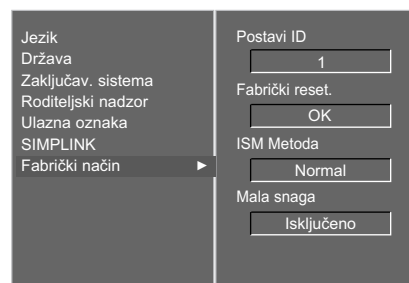 Jezik
Država
Zaključav. sistema
Roditeljski nadzor
Ulazna oznaka
SIMPLINK
Fabrički način ►
Postavi ID
1
Fabrički reset.
OK
ISM Metoda
Normal
Mala snaga
Isključeno